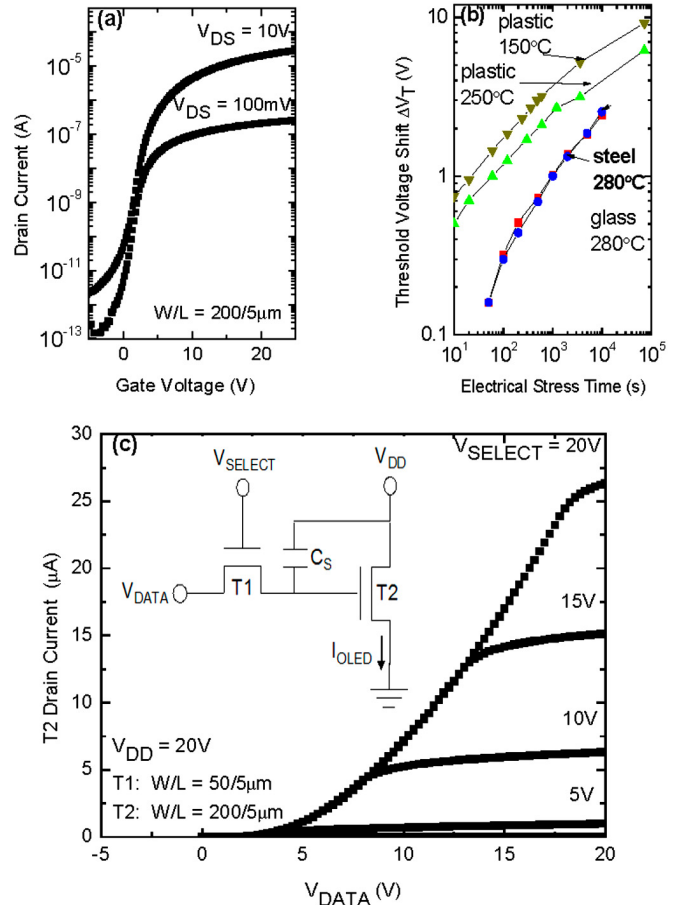 (a)
V_DS = 10V
V_DS = 100mV
W/L = 200/5μm
Drain Current (A)
10^-5
10^-7
10^-9
10^-11
10^-13
0
10
20
Gate Voltage (V)
(b)
plastic
150°C
plastic
250°C
steel
280°C
glass
280°C
Threshold Voltage Shift ΔV_T (V)
10
1
0.1
10^1
10^2
10^3
10^4
10^5
Electrical Stress Time (s)
(c)
V_SELECT = 20V
V_SELECT
V_DD
C_S
V_DATA
T1
T2
I_OLED
15V
10V
5V
V_DD = 20V
T1: W/L = 50/5μm
T2: W/L = 200/5μm
T2 Drain Current (μA)
30
25
20
15
10
5
0
-5
0
5
10
15
20
V_DATA (V)